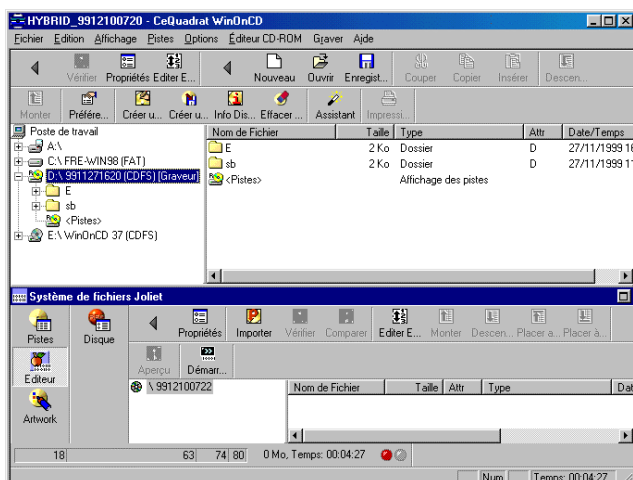 HYBRID_9912100720 - CeQuadrat WinOnCD
Fichier Edition Affichage Pistes Options Éditeur CD-ROM Graver Aide
Vérifier Propriétés Editer E... Nouveau Ouvrir Enregist... Couper Copier Insérer Descen...
Monter Préfére... Créer u... Créer u... Info Dis... Effacer ... Assistant Impressi...
Poste de travail Nom de Fichier Taille Type Attr Date/Temps
A:\ E 2 Ko Dossier D 27/11/1999 16
C:\ FRE-WIN98 (FAT) sb 2 Ko Dossier D 27/11/1999 1
D:\ 9911271620 (CDFS) [Graveur] <Pistes> Affichage des pistes
E
sb
<Pistes>
E:\ WinOnCD 37 (CDFS)
Système de fichiers Joliet
Pistes Disque Propriétés Importer Vérifier Comparer Editer E... Monter Descen... Placer a... Placer à...
Aperçu Démarr...
Editeur \ 9912100722 Nom de Fichier Taille Attr Type Dat
Artwork
18 63 74 80 0 Mo, Temps: 00:04:27
Num Temps: 00:04:27